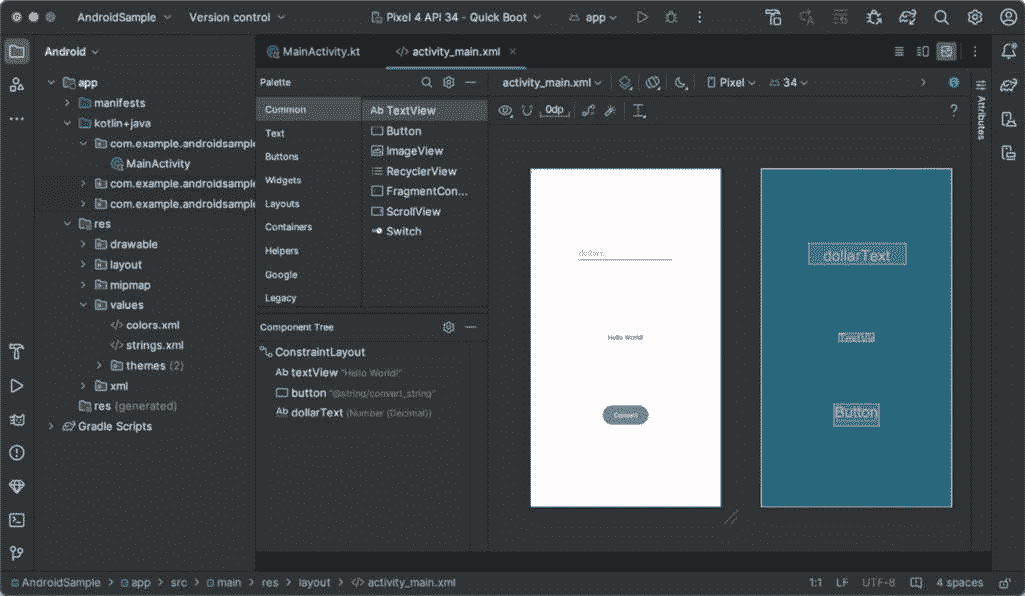 AndroidSample Version control Pixel 4 API 34 - Quick Boot app
Android
MainActivity.kt activity_main.xml
app
manifests
kotlin+java
com.example.androidsample
MainActivity
com.example.androidsample
com.example.androidsample
res
drawable
layout
mipmap
values
colors.xml
strings.xml
themes (2)
xml
res (generated)
Gradle Scripts
Palette
Common
Text
Buttons
Widgets
Layouts
Containers
Helpers
Google
Legacy
Ab TextView
Button
ImageView
RecyclerView
FragmentCon...
ScrollView
Switch
Component Tree
ConstraintLayout
Ab textView "Hello World!"
button "@string/convert_string"
Ab dollarText (Number (Decimal))
activity_main.xml Pixel 34
0dp ?
Attributes
dollars
Hello World!
Convert
dollarText
TextView
Button
AndroidSample > app > src > main > res > layout > activity_main.xml
1:1 LF UTF-8 4 spaces